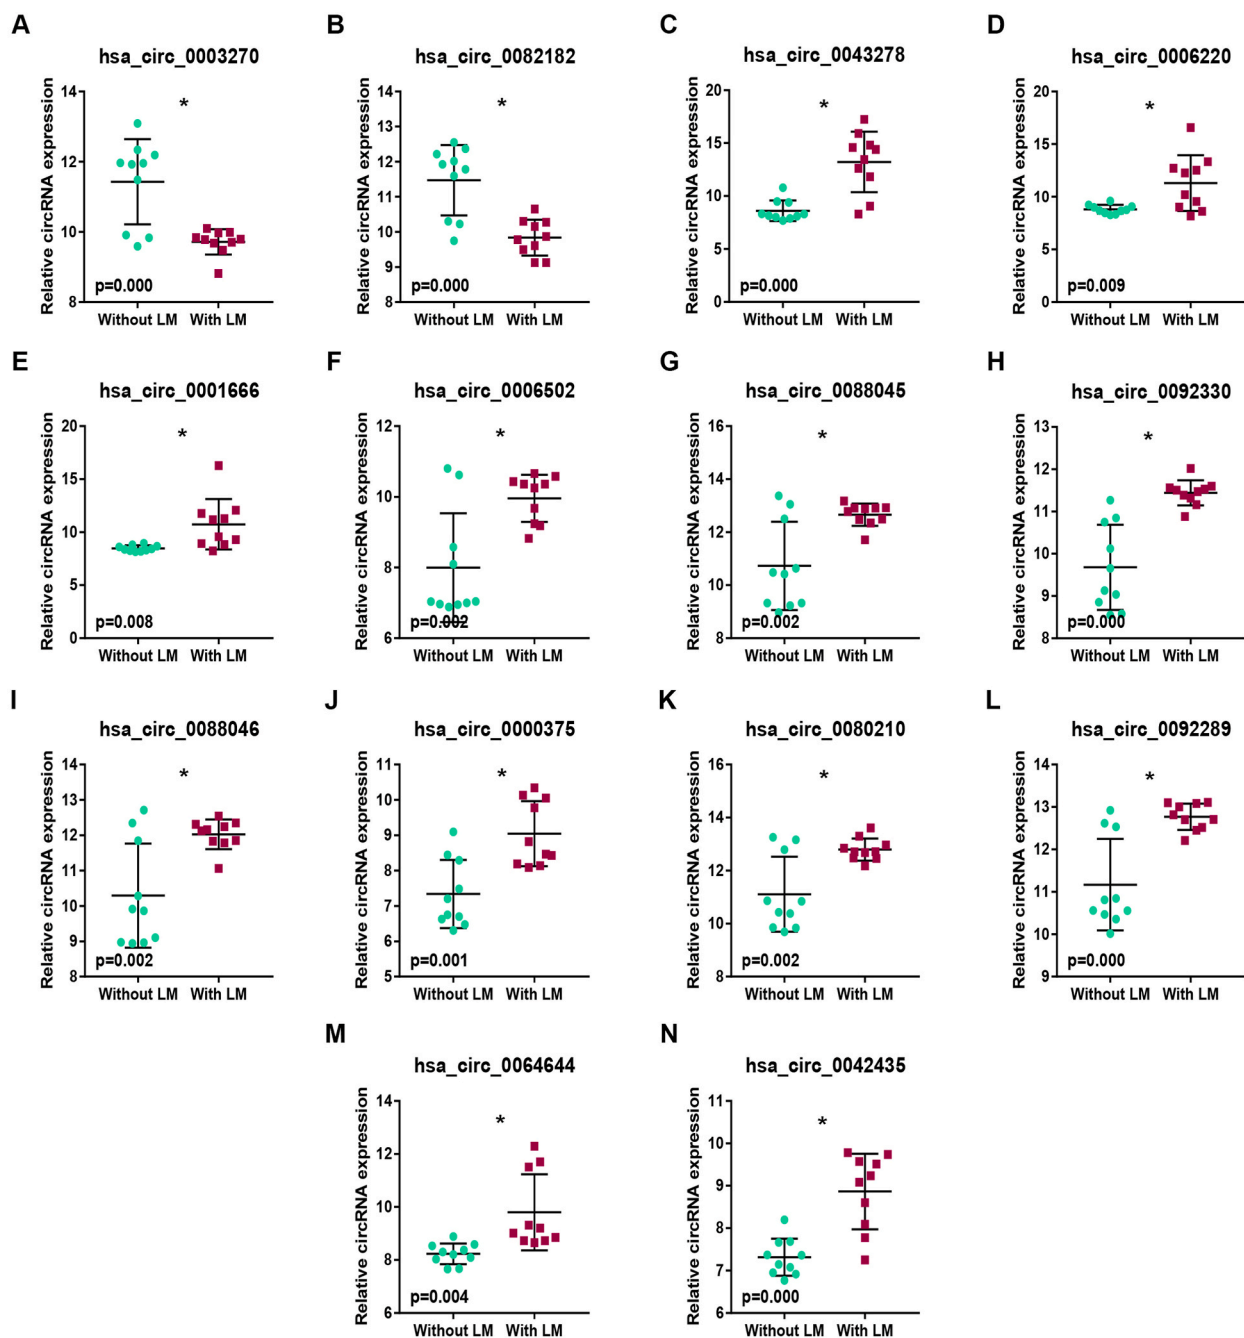 A
hsa_circ_0003270
Relative circRNA expression
14
12
10
8
*
p=0.000
Without LM With LM
B
hsa_circ_0082182
Relative circRNA expression
14
13
12
11
10
9
8
*
p=0.000
Without LM With LM
C
hsa_circ_0043278
Relative circRNA expression
20
15
10
5
0
*
p=0.000
Without LM With LM
D
hsa_circ_0006220
Relative circRNA expression
20
15
10
5
0
*
p=0.009
Without LM With LM
E
hsa_circ_0001666
Relative circRNA expression
20
15
10
5
0
*
p=0.008
Without LM With LM
F
hsa_circ_0006502
Relative circRNA expression
12
10
8
6
*
p=0.002
Without LM With LM
G
hsa_circ_0088045
Relative circRNA expression
16
14
12
10
8
*
p=0.002
Without LM With LM
H
hsa_circ_0092330
Relative circRNA expression
13
12
11
10
9
8
*
p=0.000
Without LM With LM
I
hsa_circ_0088046
Relative circRNA expression
14
13
12
11
10
9
8
*
p=0.002
Without LM With LM
J
hsa_circ_0000375
Relative circRNA expression
11
10
9
8
7
6
5
*
p=0.001
Without LM With LM
K
hsa_circ_0080210
Relative circRNA expression
16
14
12
10
8
*
p=0.002
Without LM With LM
L
hsa_circ_0092289
Relative circRNA expression
14
13
12
11
10
9
*
p=0.000
Without LM With LM
M
hsa_circ_0064644
Relative circRNA expression
14
12
10
8
6
*
p=0.004
Without LM With LM
N
hsa_circ_0042435
Relative circRNA expression
11
10
9
8
7
6
*
p=0.000
Without LM With LM